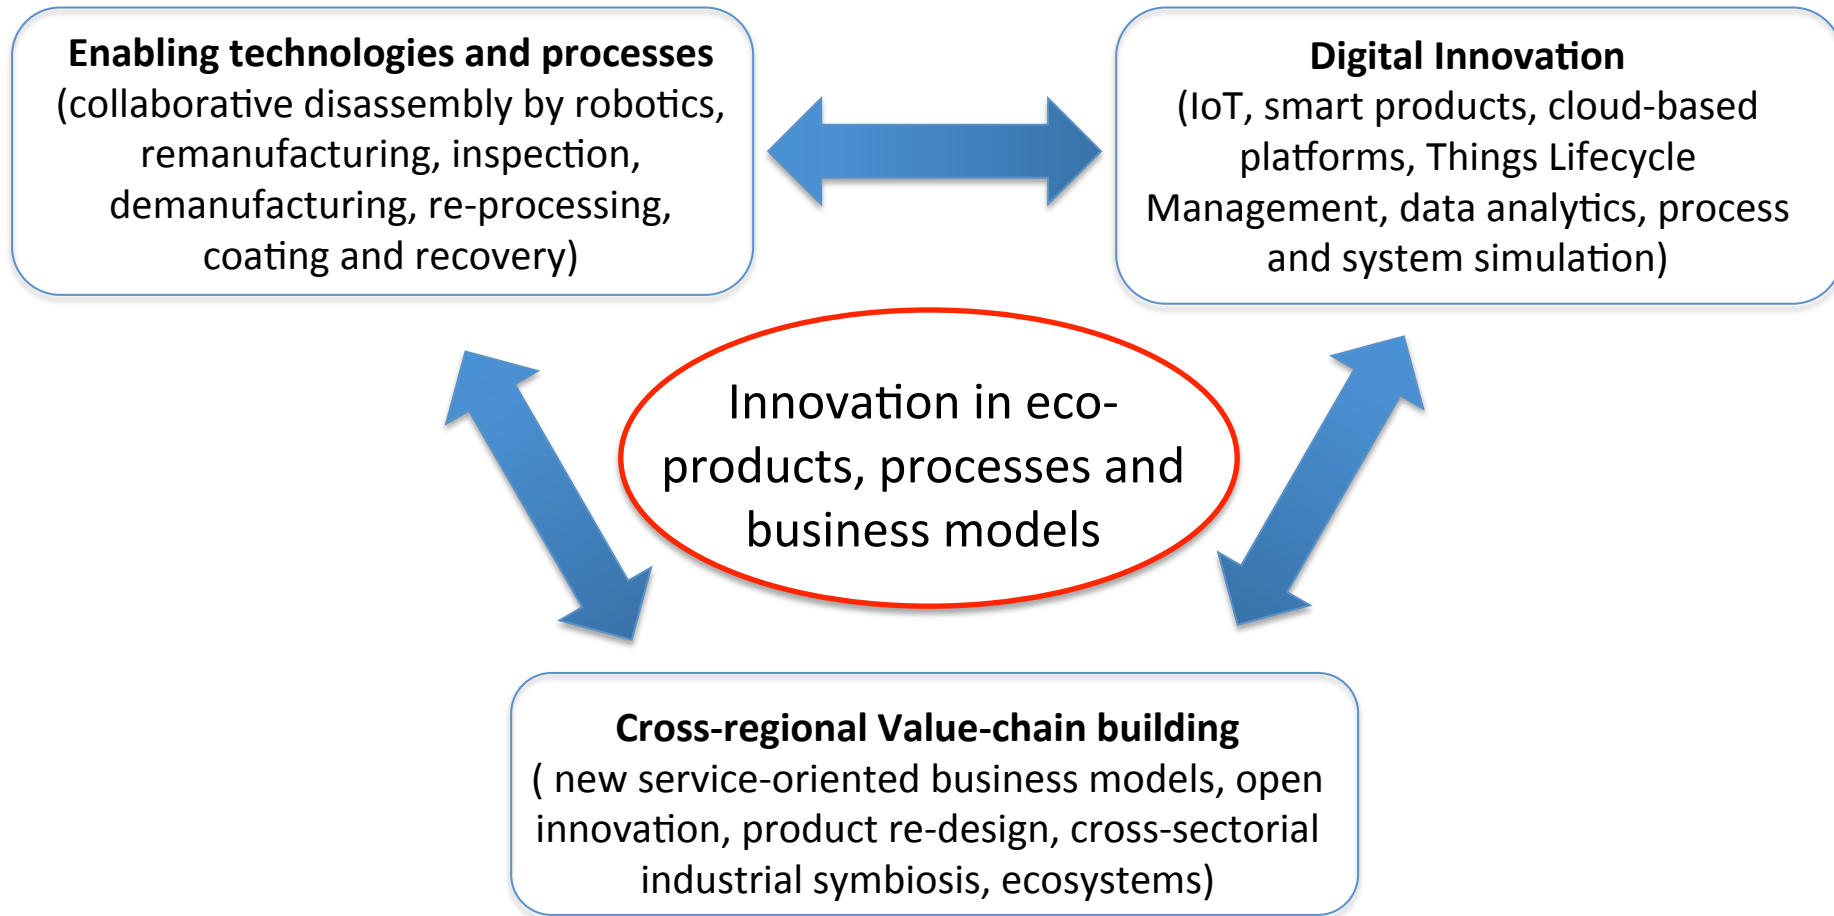 Enabling technologies and processes
(collaborative disassembly by robotics,
remanufacturing, inspection,
demanufacturing, re-processing,
coating and recovery)
Digital Innovation
(IoT, smart products, cloud-based
platforms, Things Lifecycle
Management, data analytics, process
and system simulation)
Innovation in eco-
products, processes and
business models
Cross-regional Value-chain building
( new service-oriented business models, open
innovation, product re-design, cross-sectorial
industrial symbiosis, ecosystems)